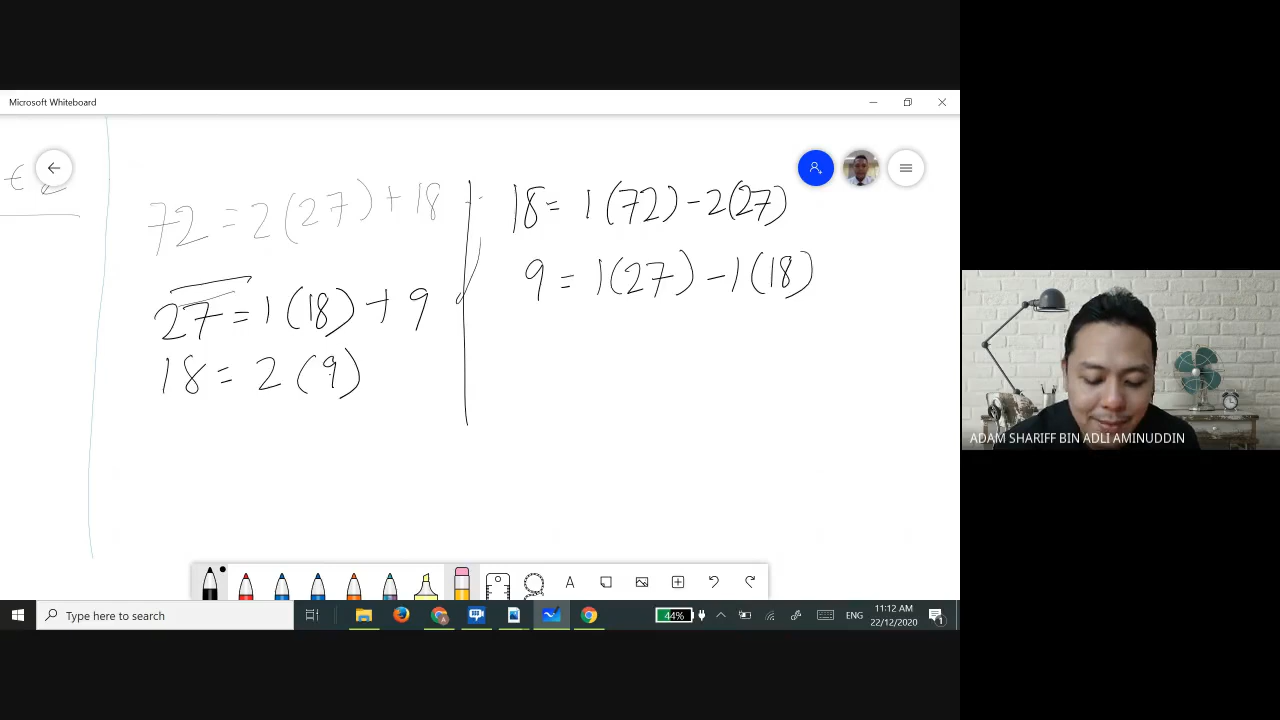 Microsoft Whiteboard
72 = 2(27) + 18
27 = 1(18) + 9
18 = 2(9)
18 = 1(72) - 2(27)
9 = 1(27) - 1(18)
ADAM SHARIFF BIN ADLI AMINUDDIN
A
Type here to search
44%
ENG
11:12 AM
22/12/2020
1